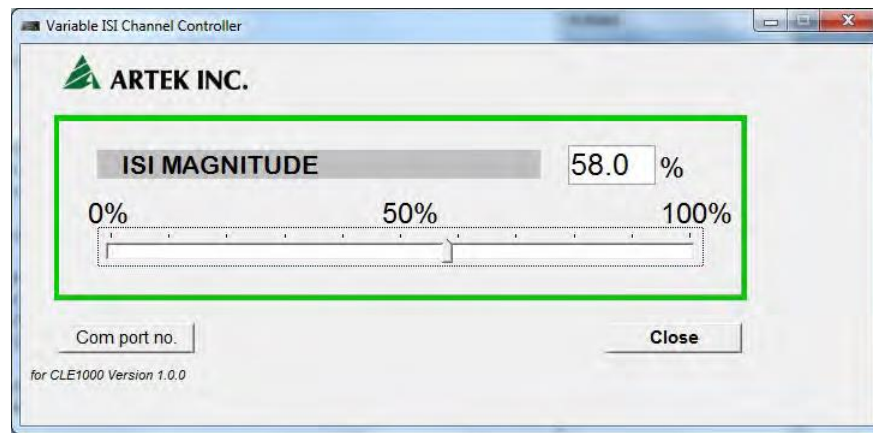 Variable ISI Channel Controller
ARTEK INC.
ISI MAGNITUDE 58.0 %
0% 50% 100%
Com port no. Close
for CLE1000 Version 1.0.0